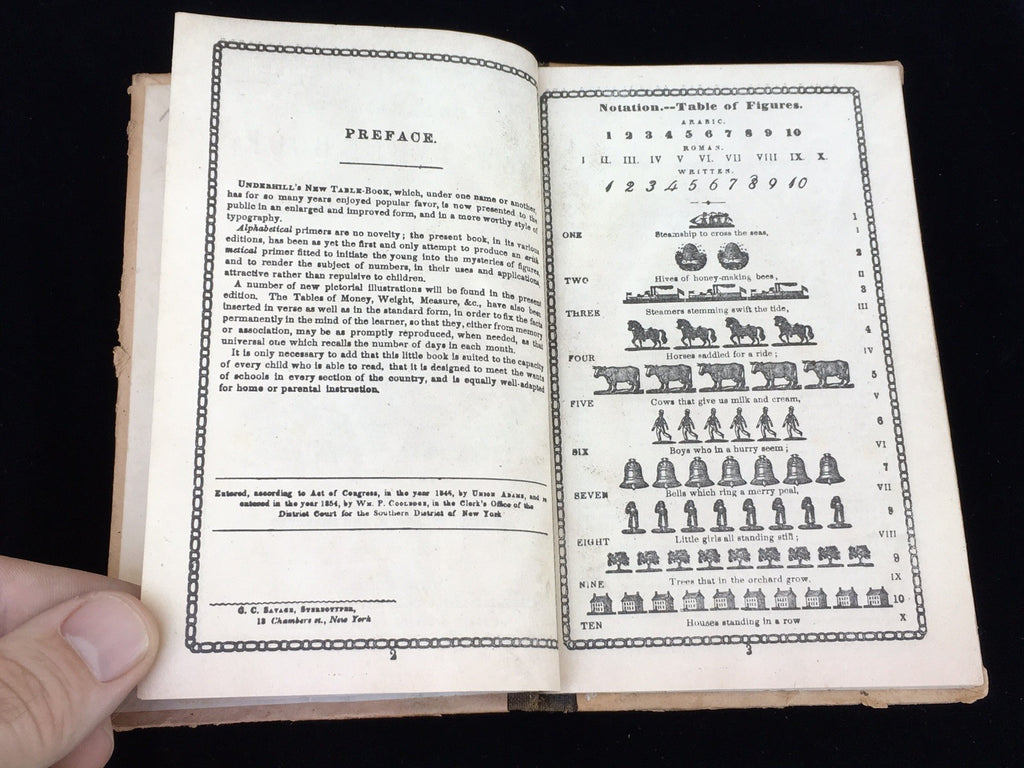 PREFACE.
UNDERHILL'S NEW TABLE-BOOK, which, under one name or another,
has for so many years enjoyed popular favor, is now presented to the
public in an enlarged and improved form, and in a more worthy style of
typography.
Alphabetical primers are no novelty; the present book, in its various
editions, has been as yet the first and only attempt to produce an arith-
metical primer fitted to initiate the young into the mysteries of figures,
and to render the subject of numbers, in their uses and applications,
attractive rather than repulsive to children.
A number of new pictorial illustrations will be found in the present
edition. The Tables of Money, Weight, Measure, &c., have also been
inserted in verse as well as in the standard form, in order to fix the facts
permanently in the mind of the learner, so that they, either from memory
or association, may be as promptly reproduced, when needed, as that
universal one which recalls the number of days in each month.
It is only necessary to add that this little book is suited to the capacity
of every child who is able to read, that it is designed to meet the wants
of schools in every section of the country, and is equally well-adapted
for home or parental instruction.
Entered, according to Act of Congress, in the year 1846, by UNION ADAMS, and re
entered in the year 1854, by WM. P. COOLEDGE, in the Clerk's Office of the
District Court for the Southern District of New York
G. C. SAVAGE, STEREOTYPER,
13 Chambers st., New York
2
Notation.--Table of Figures.
ARABIC.
1 2 3 4 5 6 7 8 9 10
ROMAN.
I II. III. IV V VI. VII VIII IX. X.
WRITTEN.
1 2 3 4 5 6 7 8 9 10
1
I
ONE Steamship to cross the seas,
2
TWO Hives of honey-making bees,
II
3
THREE Steamers stemming swift the tide,
III
4
FOUR Horses saddled for a ride;
IV
5
FIVE Cows that give us milk and cream,
V
6
SIX Boys who in a hurry seem;
VI
7
SEVEN Bells which ring a merry peal,
VII
8
EIGHT Little girls all standing still;
VIII
9
NINE Trees that in the orchard grow,
IX
10
TEN Houses standing in a row
X
3